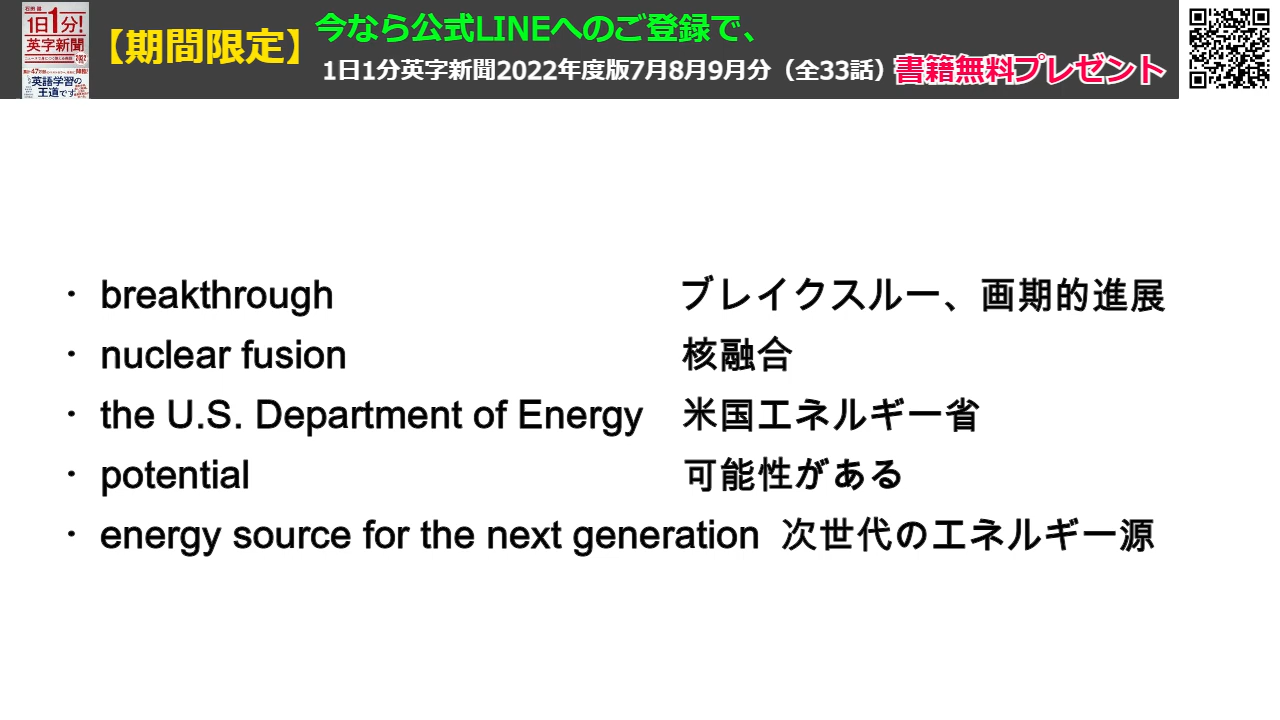 1日1分!
英字新聞
2022
英語学習の
王道です
【期間限定】
今なら公式LINEへのご登録で、
1日1分英字新聞2022年度版7月8月9月分（全33話）書籍無料プレゼント
・ breakthrough ブレイクスルー、画期的進展
・ nuclear fusion 核融合
・ the U.S. Department of Energy 米国エネルギー省
・ potential 可能性がある
・ energy source for the next generation 次世代のエネルギー源